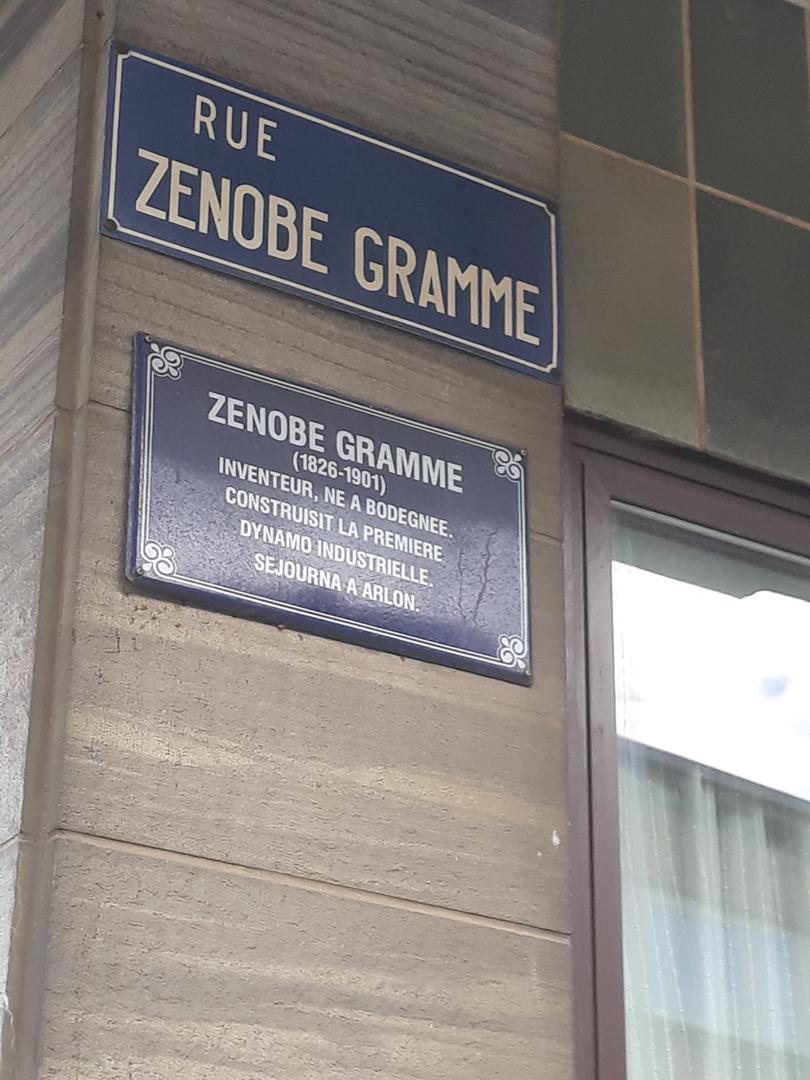 RUE
ZENOBE GRAMME
ZENOBE GRAMME
(1826-1901)
INVENTEUR, NE A BODEGNEE.
CONSTRUISIT LA PREMIERE
DYNAMO INDUSTRIELLE.
SEJOURNA A ARLON.